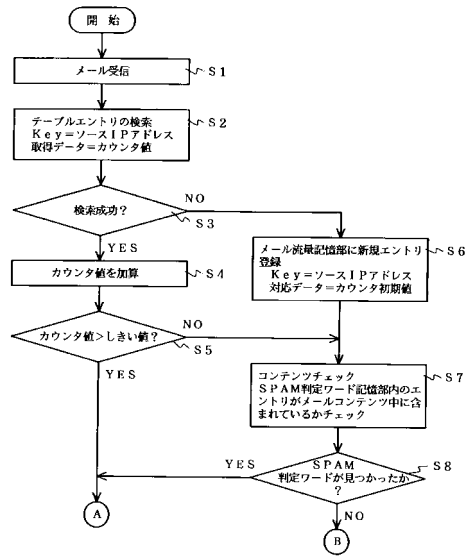 開始
メール受信
S1
テーブルエントリの検索
Key=ソースIPアドレス
取得データ=カウンタ値
S2
検索成功?
NO
S3
YES
メール流量記憶部に新規エントリ
登録
Key=ソースIPアドレス
対応データ=カウンタ初期値
S6
カウンタ値を加算
S4
カウンタ値>しきい値?
NO
S5
YES
コンテンツチェック
SPAM判定ワード記憶部内のエ
ントリがメールコンテンツ中に含
まれているかチェック
S7
YES
SPAM
判定ワードが見つかったか
?
S8
NO
A
B